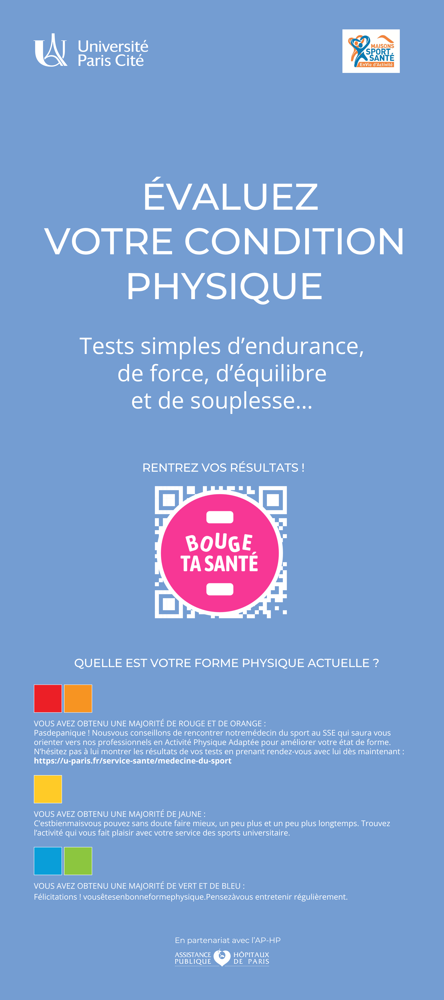 Université
Paris Cité
MAISONS
SPORT
SANTÉ
EnVie d'Activité
ÉVALUEZ
VOTRE CONDITION
PHYSIQUE
Tests simples d’endurance,
de force, d’équilibre
et de souplesse...
RENTREZ VOS RÉSULTATS !
BOUGE
TA SANTÉ
QUELLE EST VOTRE FORME PHYSIQUE ACTUELLE ?
VOUS AVEZ OBTENU UNE MAJORITÉ DE ROUGE ET DE ORANGE :
Pasdepanique ! Nousvous conseillons de rencontrer notremédecin du sport au SSE qui saura vous
orienter vers nos professionnels en Activité Physique Adaptée pour améliorer votre état de forme.
N’hésitez pas à lui montrer les résultats de vos tests en prenant rendez-vous avec lui dès maintenant :
https://u-paris.fr/service-sante/medecine-du-sport
VOUS AVEZ OBTENU UNE MAJORITÉ DE JAUNE :
C’estbienmaisvous pouvez sans doute faire mieux, un peu plus et un peu plus longtemps. Trouvez
l’activité qui vous fait plaisir avec votre service des sports universitaire.
VOUS AVEZ OBTENU UNE MAJORITÉ DE VERT ET DE BLEU :
Félicitations ! vousêtesenbonneformephysique.Pensezàvous entretenir régulièrement.
En partenariat avec l’AP-HP
ASSISTANCE HÔPITAUX
PUBLIQUE DE PARIS